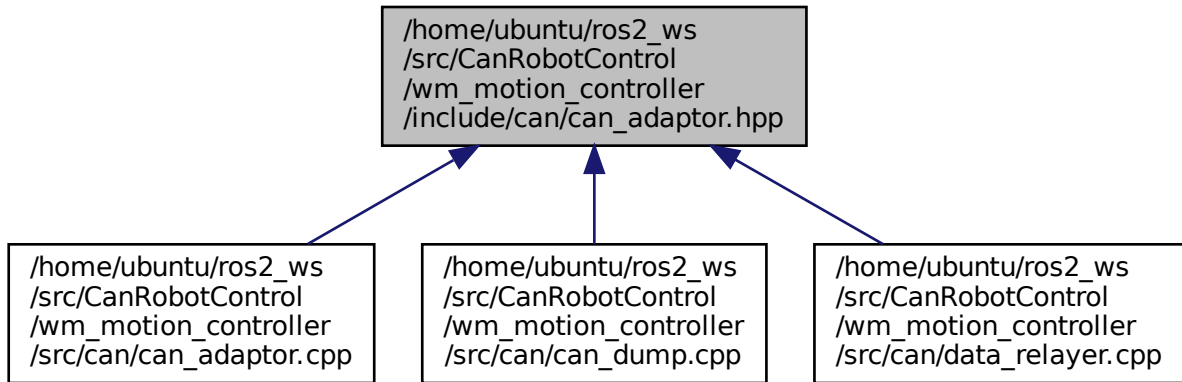 /home/ubuntu/ros2_ws
/src/CanRobotControl
/wm_motion_controller
/include/can/can_adaptor.hpp
/home/ubuntu/ros2_ws
/src/CanRobotControl
/wm_motion_controller
/src/can/can_adaptor.cpp
/home/ubuntu/ros2_ws
/src/CanRobotControl
/wm_motion_controller
/src/can/can_dump.cpp
/home/ubuntu/ros2_ws
/src/CanRobotControl
/wm_motion_controller
/src/can/data_relayer.cpp